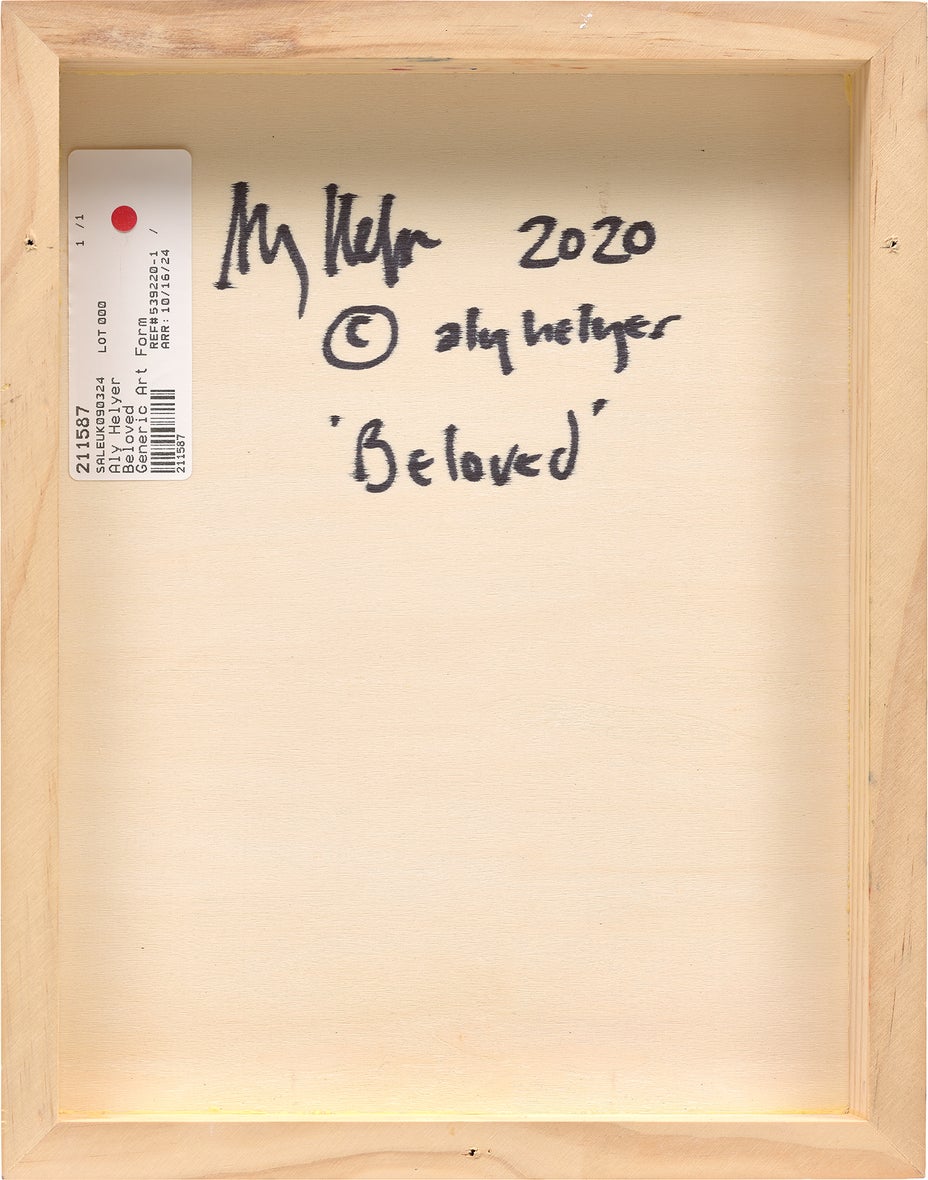 Aly Helyer 2020
© aly helyer
'Beloved'
211587
SALEUK090324 LOT 000 1 /1
Aly Helyer
Beloved
Generic Art Form
REF#539220-1 /
ARR: 10/16/24
211587